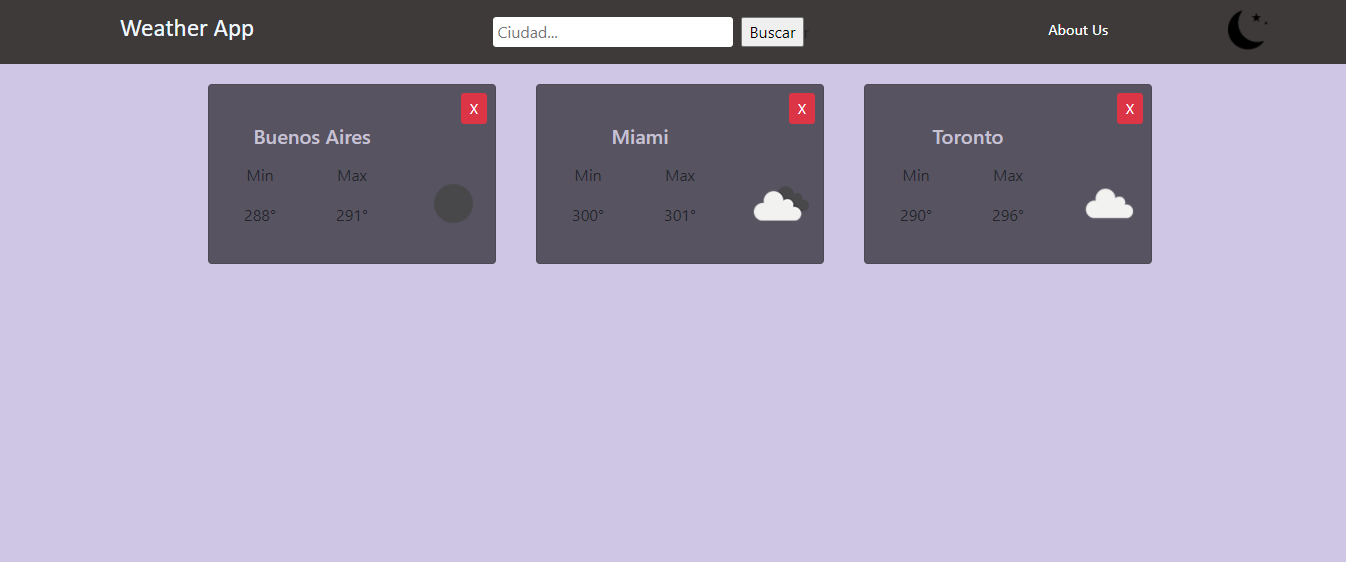 Weather App Ciudad... Buscar About Us
X X X
Buenos Aires Miami Toronto
Min Max Min Max Min Max
288° 291° 300° 301° 290° 296°